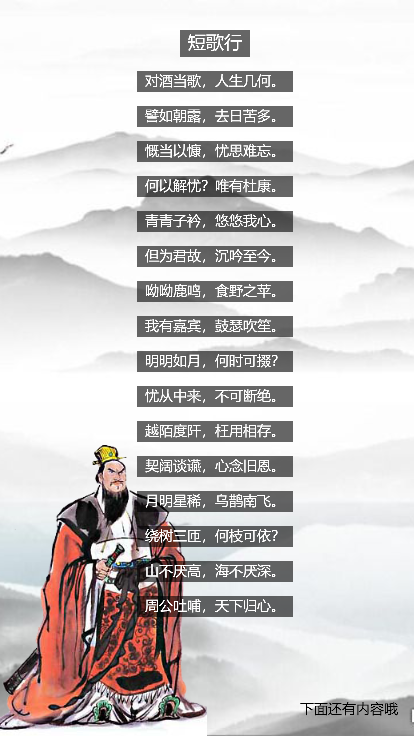 短歌行
对酒当歌，人生几何。
譬如朝露，去日苦多。
慨当以慷，忧思难忘。
何以解忧？唯有杜康。
青青子衿，悠悠我心。
但为君故，沉吟至今。
呦呦鹿鸣，食野之苹。
我有嘉宾，鼓瑟吹笙。
明明如月，何时可掇？
忧从中来，不可断绝。
越陌度阡，枉用相存。
契阔谈讌，心念旧恩。
月明星稀，乌鹊南飞。
绕树三匝，何枝可依？
山不厌高，海不厌深。
周公吐哺，天下归心。
下面还有内容哦